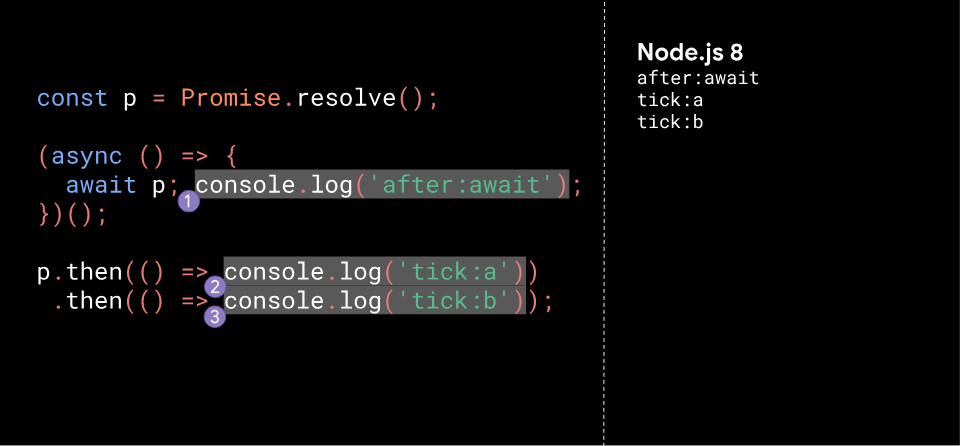 const p = Promise.resolve();
(async () => {
  await p; console.log('after:await');
1
})();
p.then(() => console.log('tick:a'))
2
 .then(() => console.log('tick:b'));
3
Node.js 8
after:await
tick:a
tick:b